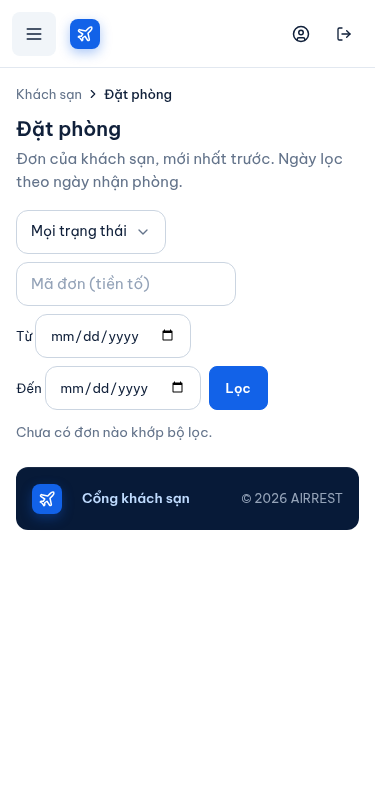 Khách sạn > Đặt phòng
Đặt phòng
Đơn của khách sạn, mới nhất trước. Ngày lọc
theo ngày nhận phòng.
Mọi trạng thái
Mã đơn (tiền tố)
Từ mm/dd/yyyy
Đến mm/dd/yyyy Lọc
Chưa có đơn nào khớp bộ lọc.
Cổng khách sạn © 2026 AIRREST